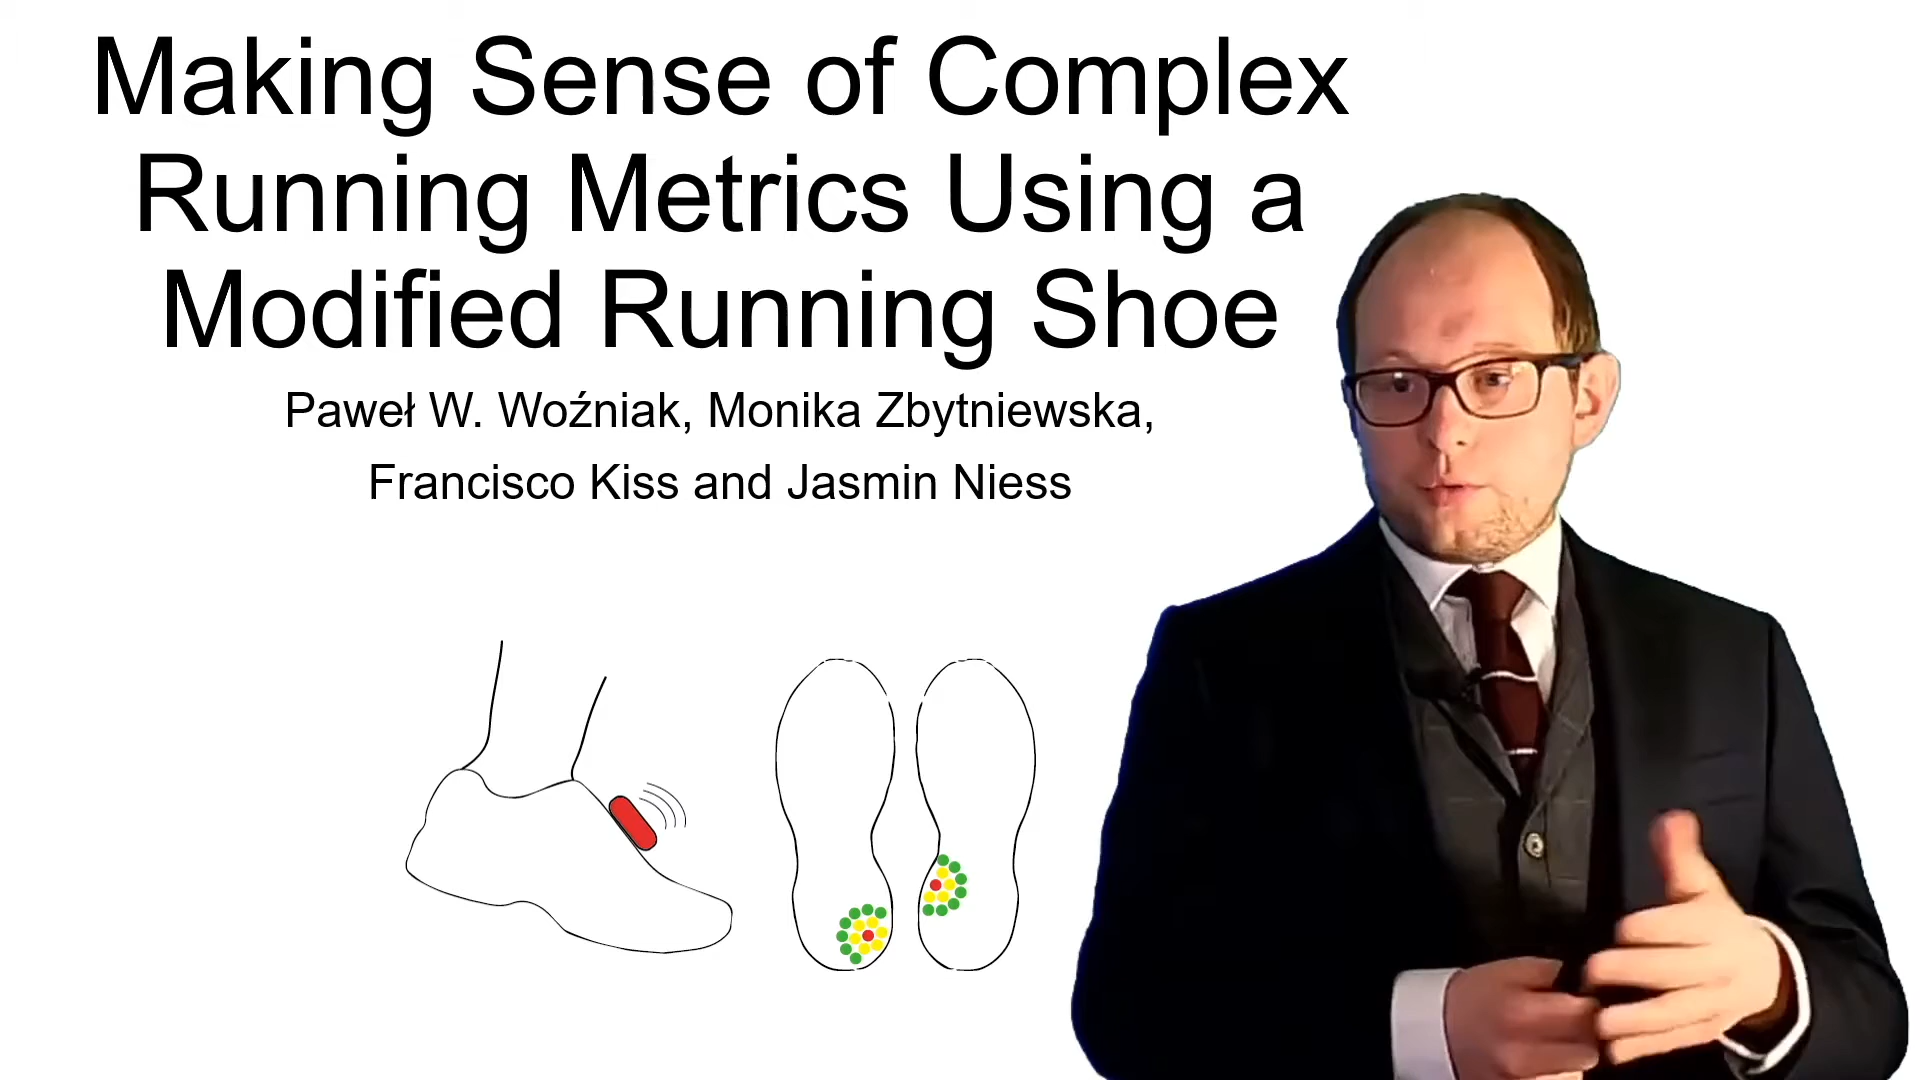 Making Sense of Complex
Running Metrics Using a
Modified Running Shoe
Paweł W. Woźniak, Monika Zbytniewska,
Francisco Kiss and Jasmin Niess